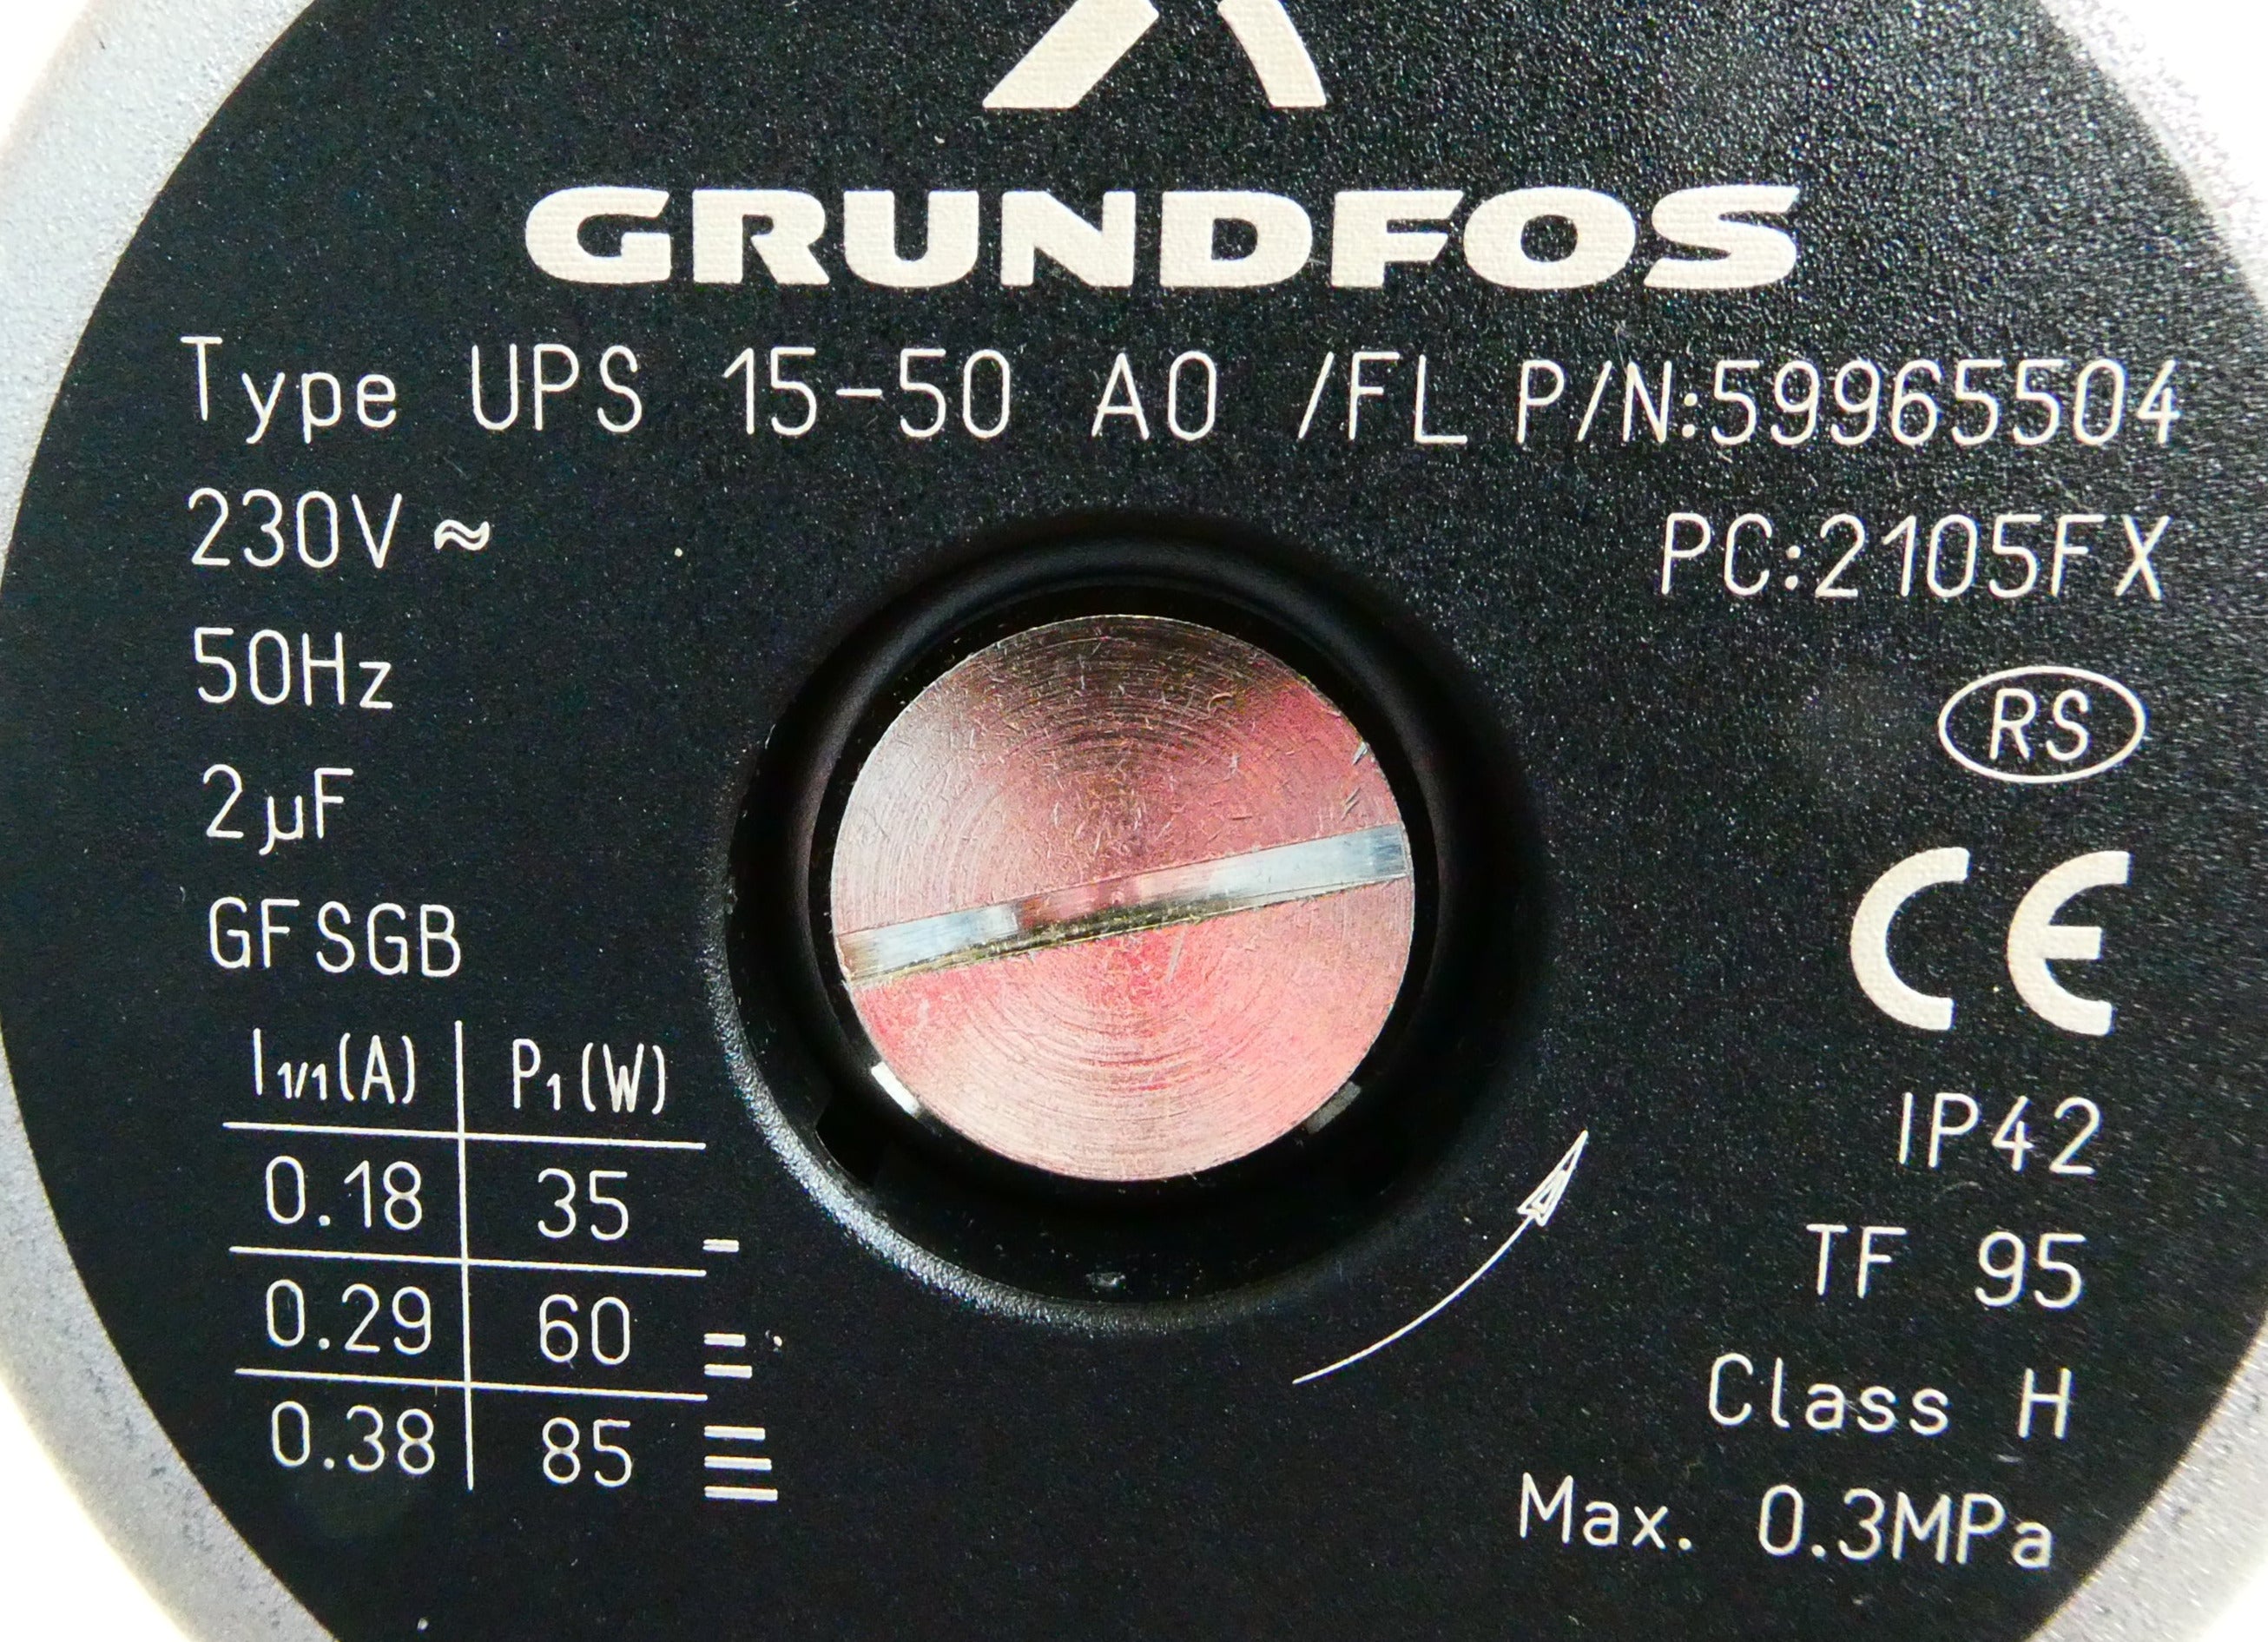 GRUNDFOS
Type UPS 15-50 AO /FL P/N:59965504
230V ≈
PC:2105FX
50Hz
RS
2µF
CE
GFSGB
I1/1(A) P1(W)
IP42
0.18 35
TF 95
0.29 60
Class H
0.38 85
Max. 0.3MPa